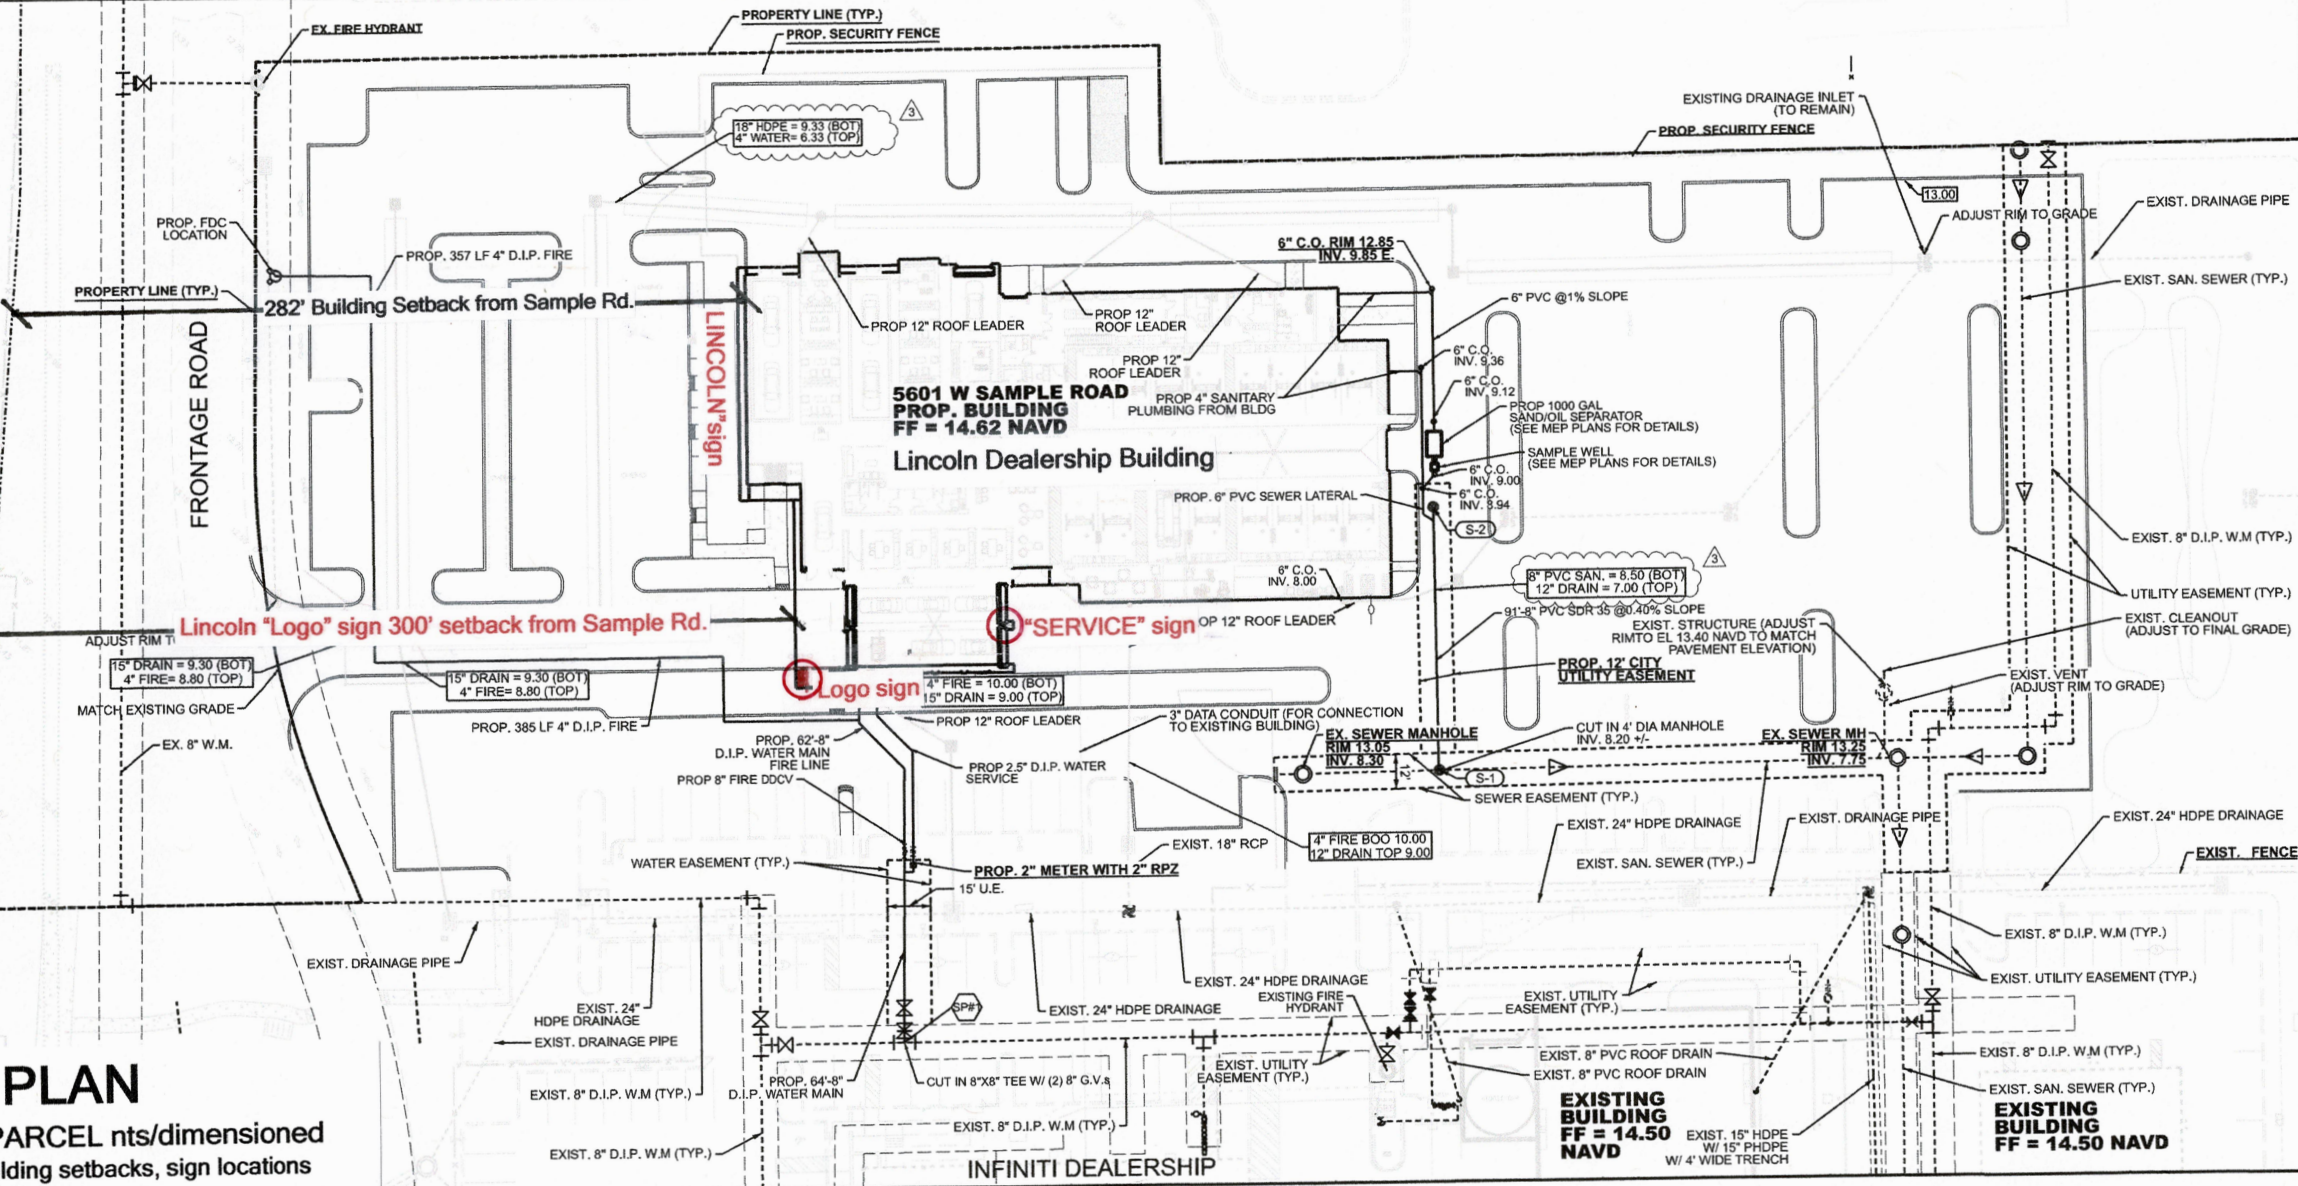 PROPERTY LINE (TYP.)
PROP. SECURITY FENCE
EX. FIRE HYDRANT
18" HDPE = 9.33 (BOT)
4" WATER= 6.33 (TOP)
3
EXISTING DRAINAGE INLET
(TO REMAIN)
PROP. SECURITY FENCE
13.00
ADJUST RIM TO GRADE
EXIST. DRAINAGE PIPE
PROP. FDC
LOCATION
PROP. 357 LF 4" D.I.P. FIRE
PROPERTY LINE (TYP.)
282' Building Setback from Sample Rd.
FRONTAGE ROAD
LINCOLN"sign
PROP 12" ROOF LEADER
PROP 12"
ROOF LEADER
PROP 12"
ROOF LEADER
6" C.O. RIM 12.85
INV. 9.85 E.
6" PVC @1% SLOPE
EXIST. SAN. SEWER (TYP.)
6" C.O.
INV. 9.36
6" C.O.
INV. 9.12
5601 W SAMPLE ROAD
PROP. BUILDING
FF = 14.62 NAVD
Lincoln Dealership Building
PROP 4" SANITARY
PLUMBING FROM BLDG
PROP 1000 GAL
SAND/OIL SEPARATOR
(SEE MEP PLANS FOR DETAILS)
SAMPLE WELL
(SEE MEP PLANS FOR DETAILS)
6" C.O.
INV. 9.00
6" C.O.
INV. 8.94
PROP. 6" PVC SEWER LATERAL
S-2
3
8" PVC SAN. = 8.50 (BOT)
12" DRAIN = 7.00 (TOP)
91'-8" PVC SDR 35 @0.40% SLOPE
6" C.O.
INV. 8.00
EXIST. 8" D.I.P. W.M (TYP.)
UTILITY EASEMENT (TYP.)
EXIST. CLEANOUT
(ADJUST TO FINAL GRADE)
EXIST. STRUCTURE (ADJUST
RIMTO EL 13.40 NAVD TO MATCH
PAVEMENT ELEVATION)
EXIST. VENT
(ADJUST RIM TO GRADE)
Lincoln "Logo" sign 300' setback from Sample Rd.
"SERVICE" sign
OP 12" ROOF LEADER
ADJUST RIM T
15" DRAIN = 9.30 (BOT)
4" FIRE= 8.80 (TOP)
15" DRAIN = 9.30 (BOT)
4" FIRE= 8.80 (TOP)
MATCH EXISTING GRADE
PROP. 385 LF 4" D.I.P. FIRE
EX. 8" W.M.
Logo sign
4" FIRE = 10.00 (BOT)
15" DRAIN = 9.00 (TOP)
PROP 12" ROOF LEADER
PROP. 12' CITY
UTILITY EASEMENT
3" DATA CONDUIT (FOR CONNECTION
TO EXISTING BUILDING)
PROP. 62'-8"
D.I.P. WATER MAIN
FIRE LINE
PROP 8" FIRE DDCV
PROP 2.5" D.I.P. WATER
SERVICE
EX. SEWER MANHOLE
RIM 13.05
INV. 8.30
12'
CUT IN 4' DIA MANHOLE
INV. 8.20 +/-
EX. SEWER MH
RIM 13.25
INV. 7.75
S-1
SEWER EASEMENT (TYP.)
EXIST. 24" HDPE DRAINAGE
EXIST. DRAINAGE PIPE
EXIST. 24" HDPE DRAINAGE
4" FIRE BOO 10.00
12" DRAIN TOP 9.00
EXIST. 18" RCP
EXIST. SAN. SEWER (TYP.)
EXIST. FENCE
WATER EASEMENT (TYP.)
PROP. 2" METER WITH 2" RPZ
15' U.E.
EXIST. DRAINAGE PIPE
EXIST. 24"
HDPE DRAINAGE
EXIST. DRAINAGE PIPE
SP#1
EXIST. 24" HDPE DRAINAGE
EXIST. 24" HDPE DRAINAGE
EXISTING FIRE
HYDRANT
EXIST. UTILITY
EASEMENT (TYP.)
EXIST. 8" D.I.P. W.M (TYP.)
EXIST. UTILITY EASEMENT (TYP.)
EXIST. UTILITY
EASEMENT (TYP.)
EXIST. 8" PVC ROOF DRAIN
EXIST. 8" PVC ROOF DRAIN
EXIST. 8" D.I.P. W.M (TYP.)
EXIST. SAN. SEWER (TYP.)
EXIST. 8" D.I.P. W.M (TYP.)
PROP. 64'-8"
D.I.P. WATER MAIN
CUT IN 8"X8" TEE W/ (2) 8" G.V.s
EXIST. 8" D.I.P. W.M (TYP.)
EXIST. 8" D.I.P. W.M (TYP.)
EXISTING
BUILDING
FF = 14.50
NAVD
EXIST. 15" HDPE
W/ 15" PHDPE
W/ 4' WIDE TRENCH
EXISTING
BUILDING
FF = 14.50 NAVD
INFINITI DEALERSHIP
PLAN
PARCEL nts/dimensioned
lding setbacks, sign locations